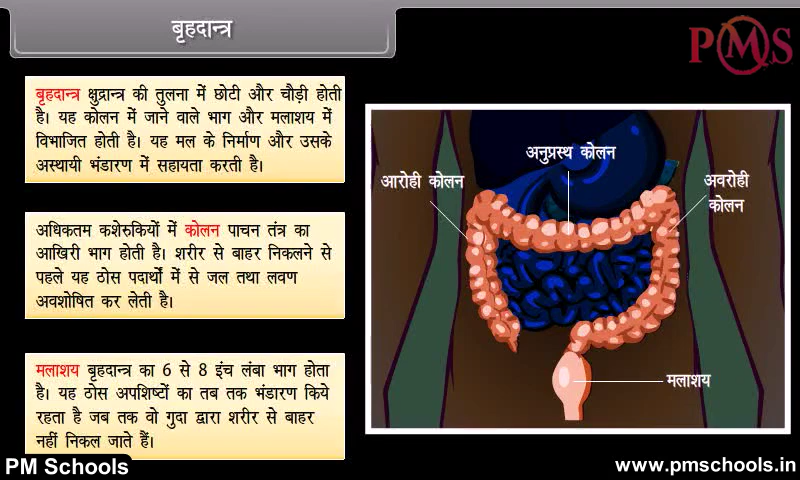 बृहदान्त्र
PMS
बृहदान्त्र क्षुद्रान्त्र की तुलना में छोटी और चौड़ी होती
है। यह कोलन में जाने वाले भाग और मलाशय में
विभाजित होती है। यह मल के निर्माण और उसके
अस्थायी भंडारण में सहायता करती है।
अधिकतम कशेरुकियों में कोलन पाचन तंत्र का
आखिरी भाग होती है। शरीर से बाहर निकलने से
पहले यह ठोस पदार्थों में से जल तथा लवण
अवशोषित कर लेती है।
मलाशय बृहदान्त्र का 6 से 8 इंच लंबा भाग होता
है। यह ठोस अपशिष्टों का तब तक भंडारण किये
रहता है जब तक वो गुदा द्वारा शरीर से बाहर
नहीं निकल जाते हैं।
अनुप्रस्थ कोलन
आरोही कोलन
अवरोही
कोलन
मलाशय
PM Schools
www.pmschools.in